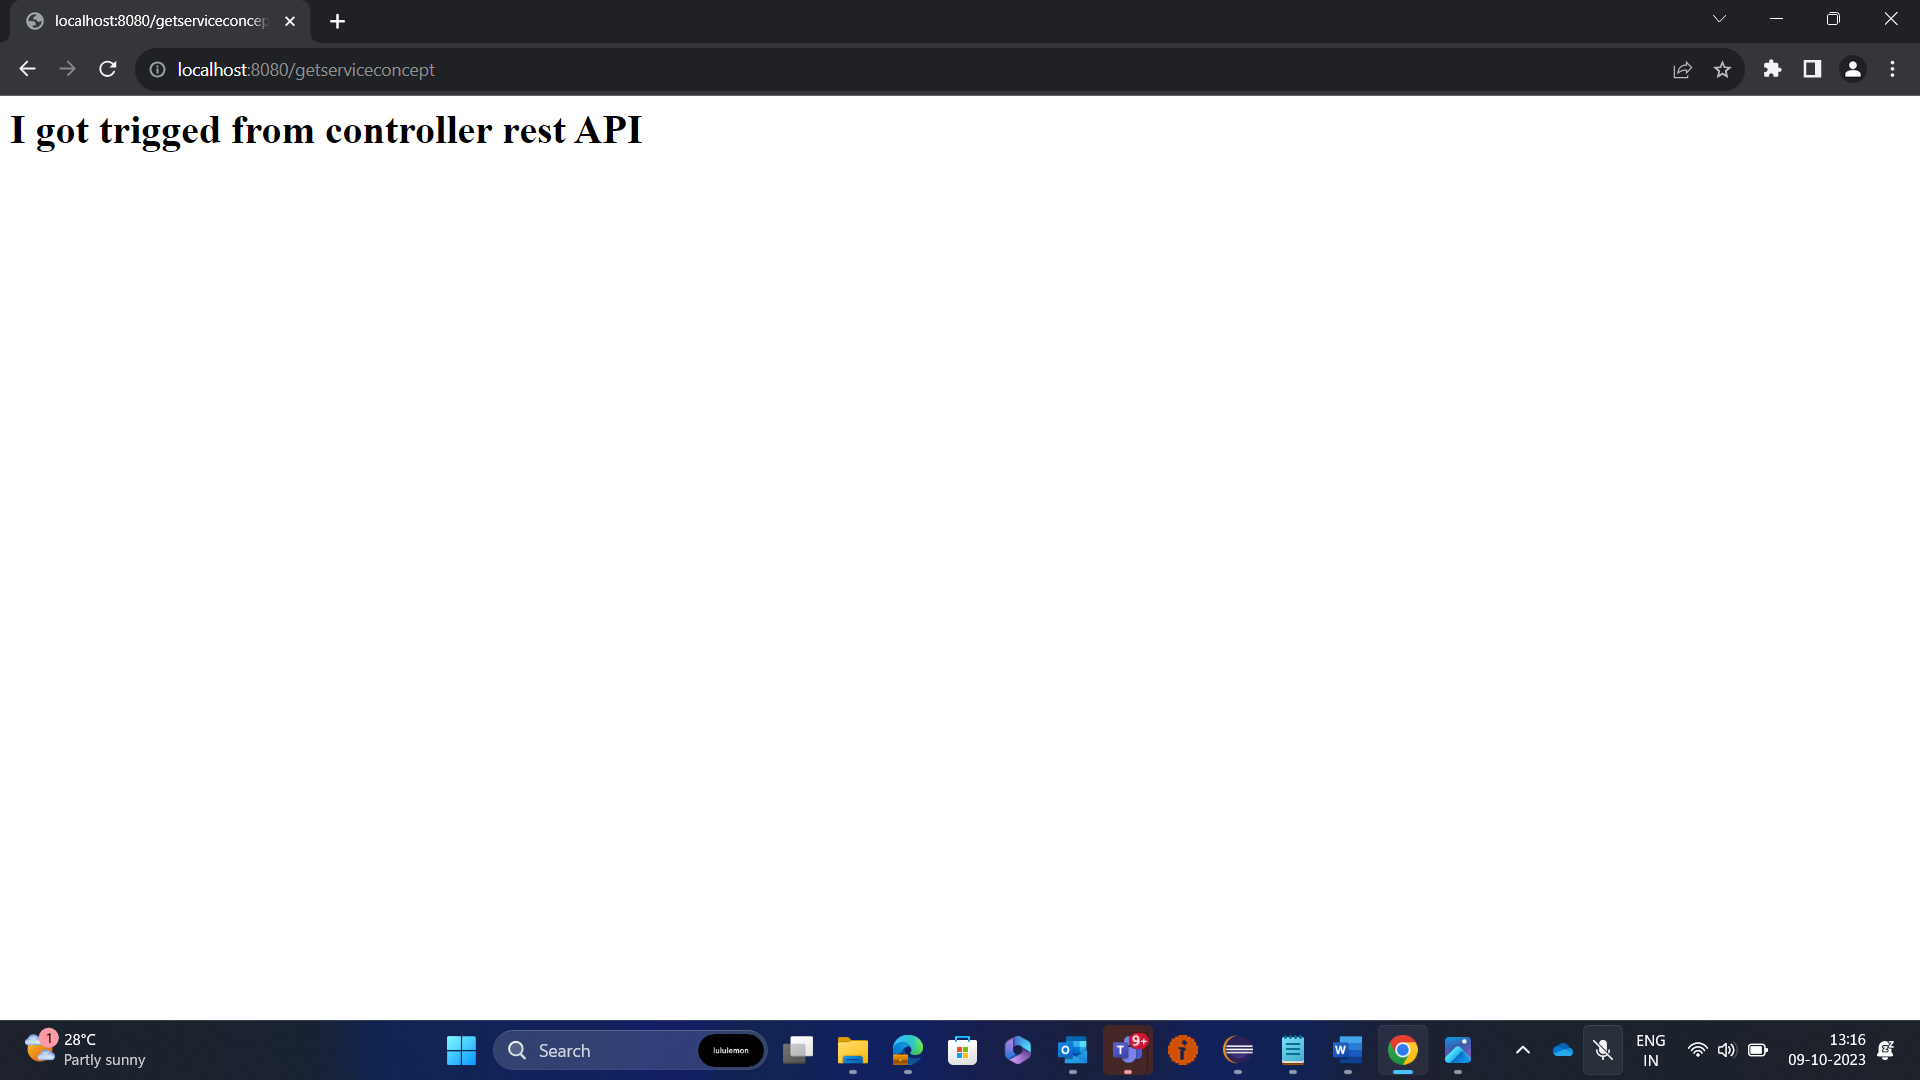 localhost:8080/getserviceconcep
localhost:8080/getserviceconcept
I got trigged from controller rest API
1
28°C
Partly sunny
Search
lululemon
9+
ENG
IN
13:16
09-10-2023